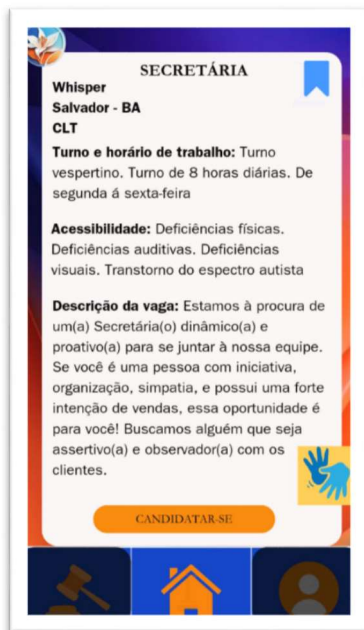 SECRETÁRIA
Whisper
Salvador - BA
CLT
Turno e horário de trabalho: Turno
vespertino. Turno de 8 horas diárias. De
segunda á sexta-feira
Acessibilidade: Deficiências físicas.
Deficiências auditivas. Deficiências
visuais. Transtorno do espectro autista
Descrição da vaga: Estamos à procura de
um(a) Secretária(o) dinâmico(a) e
proativo(a) para se juntar à nossa equipe.
Se você é uma pessoa com iniciativa,
organização, simpatia, e possui uma forte
intenção de vendas, essa oportunidade é
para você! Buscamos alguém que seja
assertivo(a) e observador(a) com os
clientes.
CANDIDATAR-SE